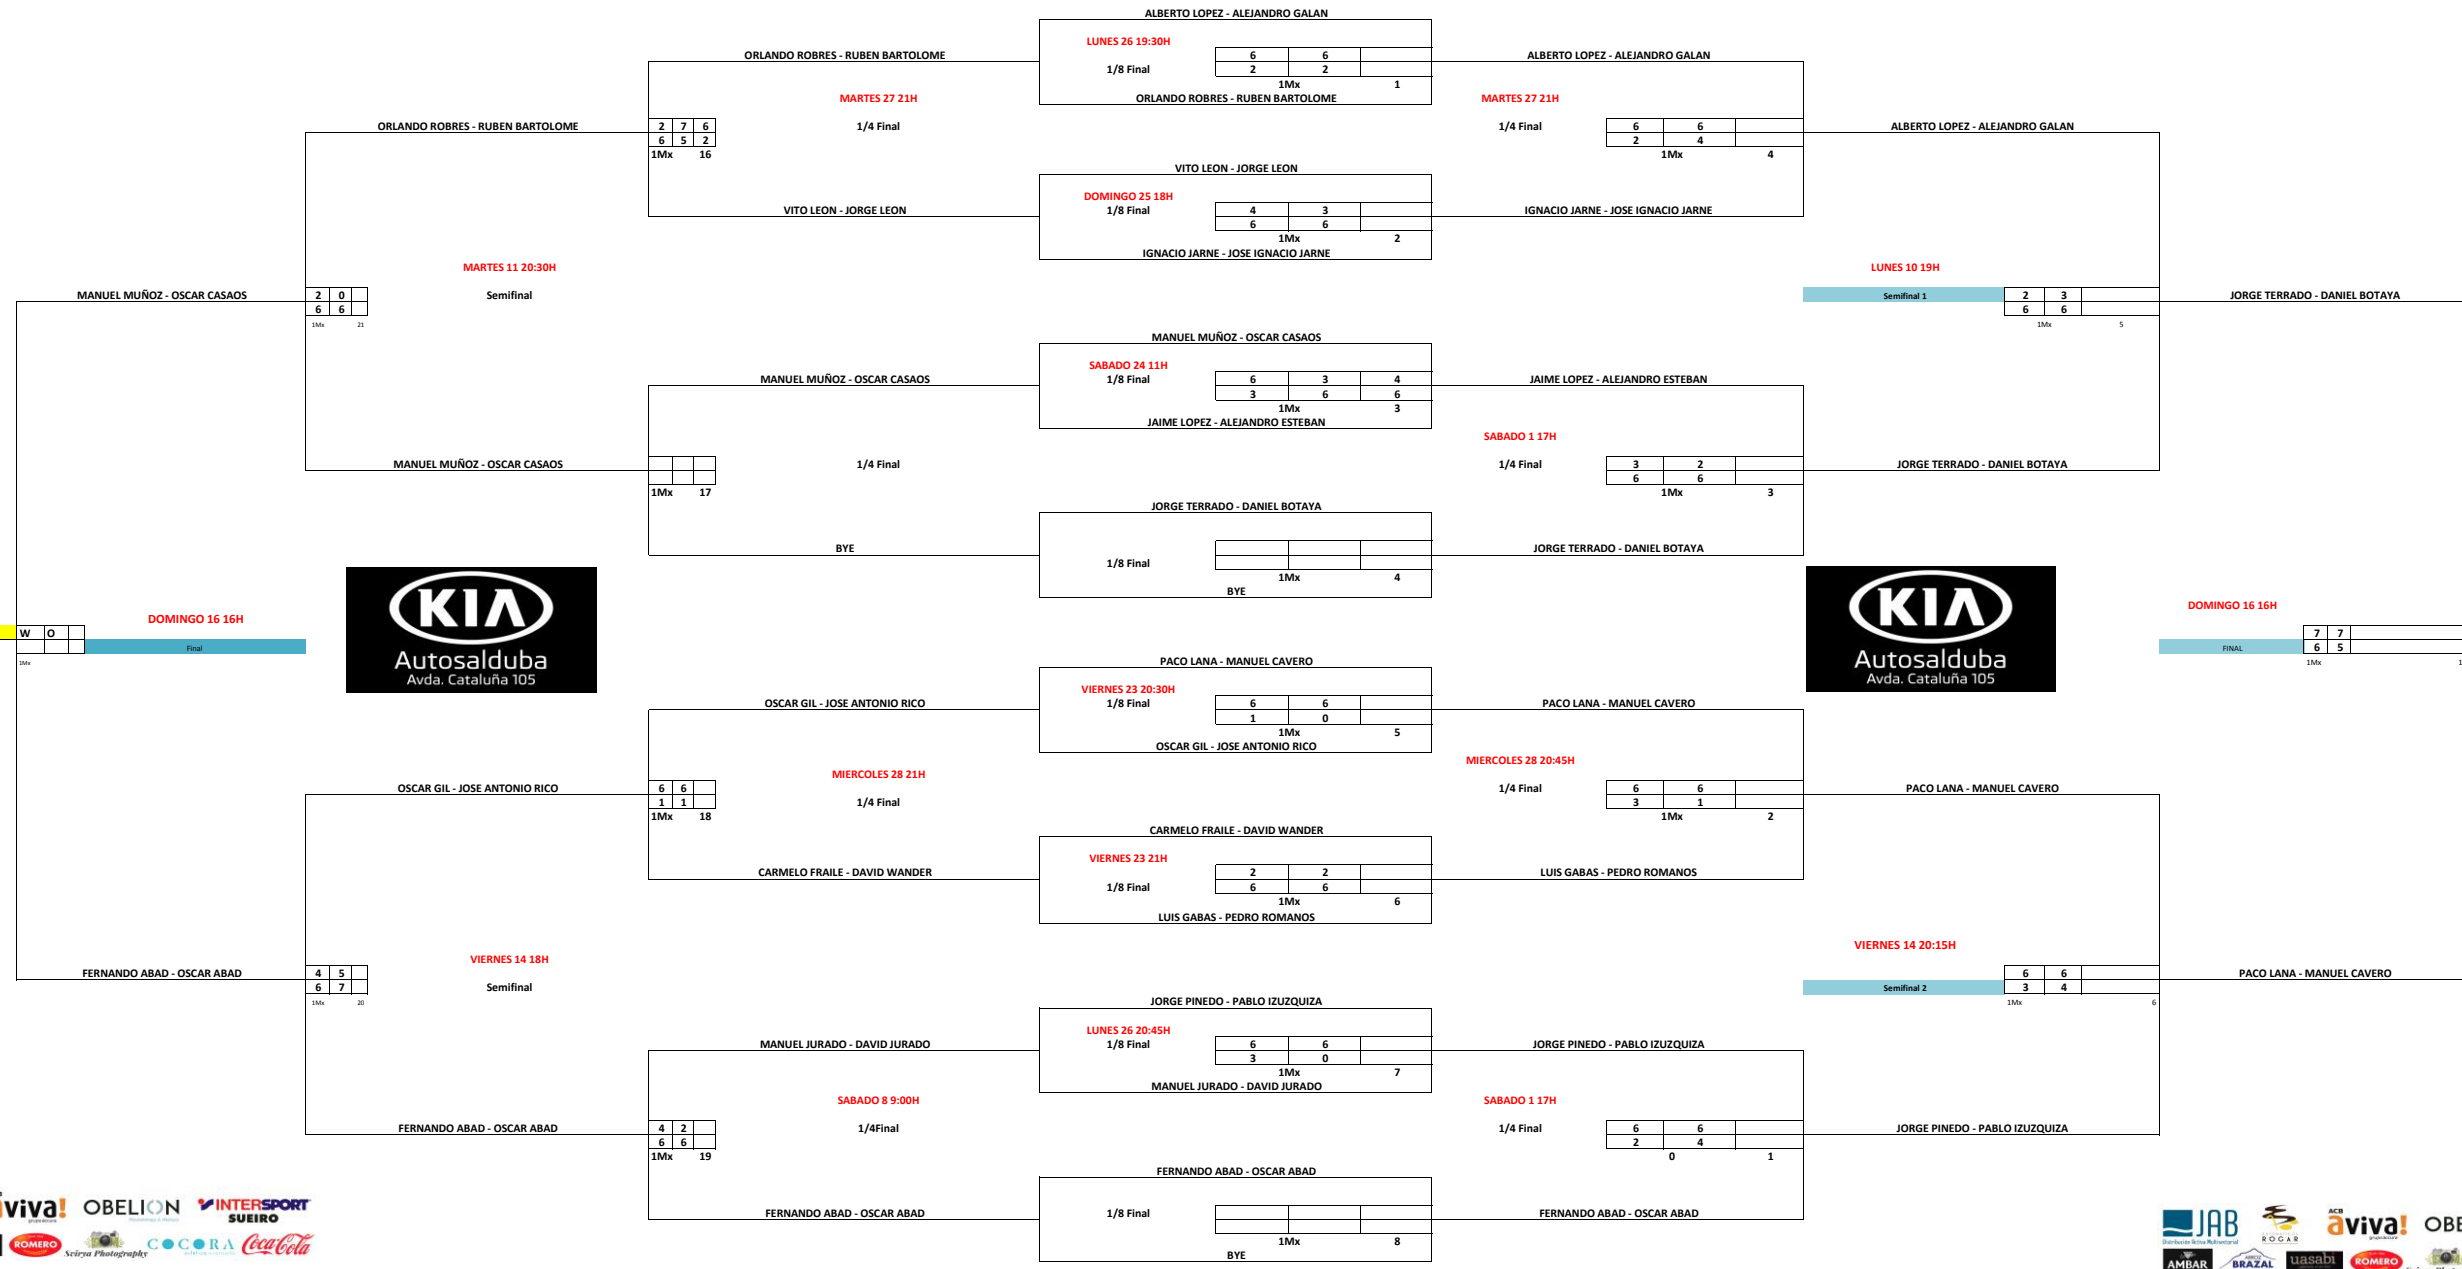 ALBERTO LOPEZ - ALEJANDRO GALAN
LUNES 26 19:30H
ORLANDO ROBRES - RUBEN BARTOLOME
6 6
ALBERTO LOPEZ - ALEJANDRO GALAN
1/8 Final
2 2
1Mx 1
MARTES 27 21H
ORLANDO ROBRES - RUBEN BARTOLOME
MARTES 27 21H
ORLANDO ROBRES - RUBEN BARTOLOME
2 7 6
1/4 Final
1/4 Final
6 6
ALBERTO LOPEZ - ALEJANDRO GALAN
6 5 2
2 4
1Mx 16
1Mx 4
VITO LEON - JORGE LEON
DOMINGO 25 18H
VITO LEON - JORGE LEON
1/8 Final
4 3
IGNACIO JARNE - JOSE IGNACIO JARNE
6 6
1Mx 2
IGNACIO JARNE - JOSE IGNACIO JARNE
MARTES 11 20:30H
LUNES 10 19H
MANUEL MUÑOZ - OSCAR CASAOS
2 0
Semifinal
Semifinal 1
2 3
JORGE TERRADO - DANIEL BOTAYA
6 6
6 6
1Mx 21
1Mx 5
MANUEL MUÑOZ - OSCAR CASAOS
SABADO 24 11H
MANUEL MUÑOZ - OSCAR CASAOS
1/8 Final
6 3 4
JAIME LOPEZ - ALEJANDRO ESTEBAN
3 6 6
1Mx 3
JAIME LOPEZ - ALEJANDRO ESTEBAN
SABADO 1 17H
MANUEL MUÑOZ - OSCAR CASAOS
1/4 Final
1/4 Final
3 2
JORGE TERRADO - DANIEL BOTAYA
6 6
1Mx 17
1Mx 3
JORGE TERRADO - DANIEL BOTAYA
BYE
JORGE TERRADO - DANIEL BOTAYA
1/8 Final
1Mx 4
BYE
KIA
Autosalduba
Avda. Cataluña 105
KIA
Autosalduba
Avda. Cataluña 105
DOMINGO 16 16H
DOMINGO 16 16H
W O
7 7
Final
FINAL
6 5
1Mx
1Mx 1
PACO LANA - MANUEL CAVERO
VIERNES 23 20:30H
OSCAR GIL - JOSE ANTONIO RICO
1/8 Final
6 6
PACO LANA - MANUEL CAVERO
1 0
1Mx 5
OSCAR GIL - JOSE ANTONIO RICO
MIERCOLES 28 21H
MIERCOLES 28 20:45H
OSCAR GIL - JOSE ANTONIO RICO
6 6
1/4 Final
6 6
PACO LANA - MANUEL CAVERO
1 1
1/4 Final
3 1
1Mx 18
1Mx 2
CARMELO FRAILE - DAVID WANDER
VIERNES 23 21H
CARMELO FRAILE - DAVID WANDER
2 2
LUIS GABAS - PEDRO ROMANOS
1/8 Final
6 6
1Mx 6
LUIS GABAS - PEDRO ROMANOS
VIERNES 14 18H
VIERNES 14 20:15H
FERNANDO ABAD - OSCAR ABAD
4 5
6 6
PACO LANA - MANUEL CAVERO
6 7
Semifinal
Semifinal 2
3 4
1Mx 20
1Mx 6
JORGE PINEDO - PABLO IZUZQUIZA
LUNES 26 20:45H
MANUEL JURADO - DAVID JURADO
1/8 Final
6 6
JORGE PINEDO - PABLO IZUZQUIZA
3 0
1Mx 7
MANUEL JURADO - DAVID JURADO
SABADO 8 9:00H
SABADO 1 17H
FERNANDO ABAD - OSCAR ABAD
4 2
1/4Final
1/4 Final
6 6
JORGE PINEDO - PABLO IZUZQUIZA
6 6
2 4
1Mx 19
0 1
FERNANDO ABAD - OSCAR ABAD
FERNANDO ABAD - OSCAR ABAD
1/8 Final
FERNANDO ABAD - OSCAR ABAD
1Mx 8
BYE
viva! OBELION INTERSPORT
SUEIRO
ROMERO Svirya Photography COCORA Coca-Cola
JAB ROGAR ACB aviva! OBE
AMBAR ARROZ BRAZAL uasabi ROMERO